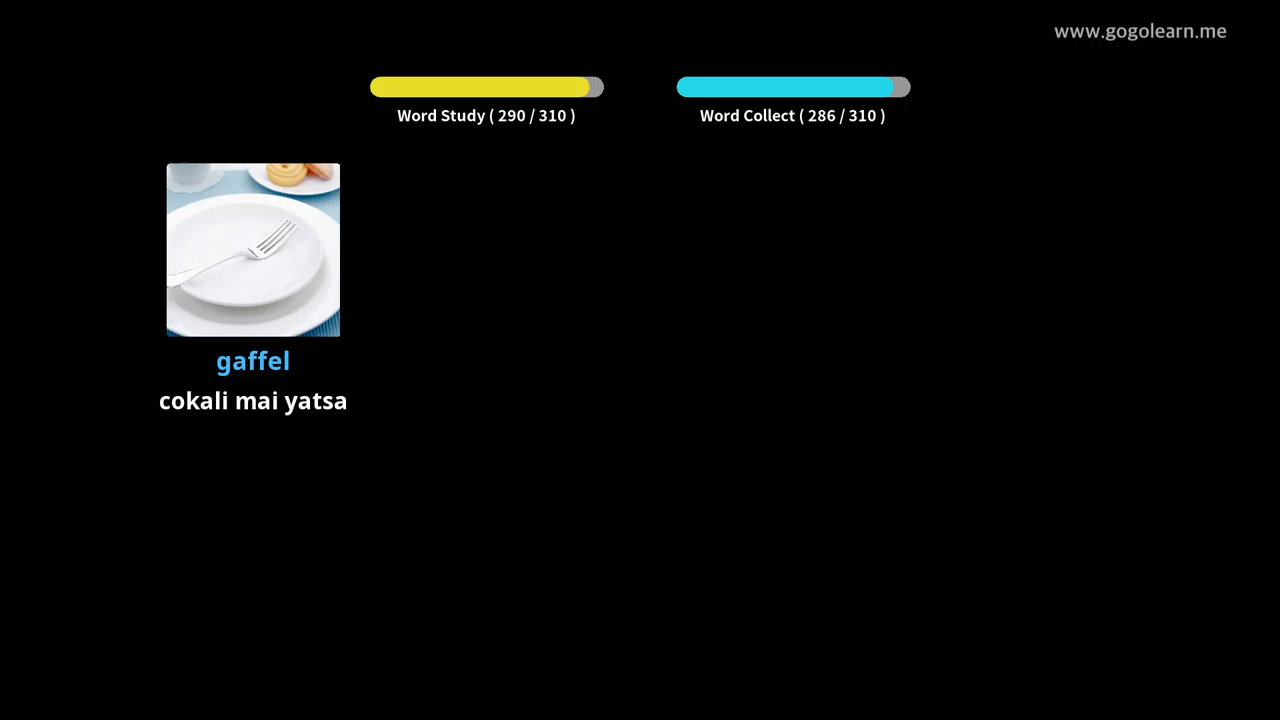 www.gogolearn.me
Word Study ( 290 / 310 )
Word Collect ( 286 / 310 )
gaffel
cokali mai yatsa